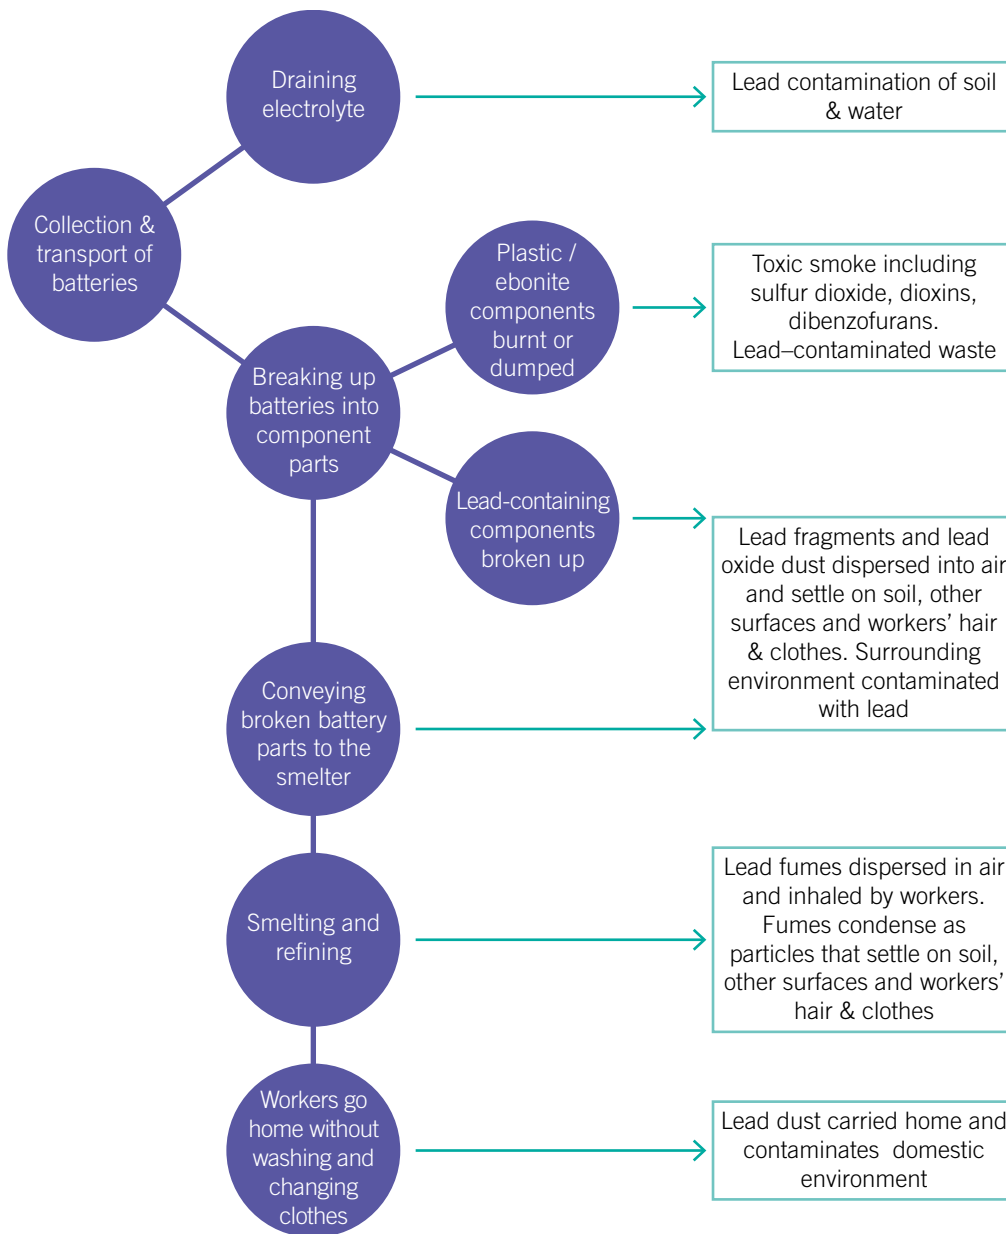 Draining
electrolyte
Lead contamination of soil
& water
Collection &
transport of
batteries
Plastic /
ebonite
components
burnt or
dumped
Toxic smoke including
sulfur dioxide, dioxins,
dibenzofurans.
Lead–contaminated waste
Breaking up
batteries into
component
parts
Lead-containing
components
broken up
Lead fragments and lead
oxide dust dispersed into air
and settle on soil, other
surfaces and workers’ hair
& clothes. Surrounding
environment contaminated
with lead
Conveying
broken battery
parts to the
smelter
Smelting and
refining
Lead fumes dispersed in air
and inhaled by workers.
Fumes condense as
particles that settle on soil,
other surfaces and workers’
hair & clothes
Workers go
home without
washing and
changing
clothes
Lead dust carried home and
contaminates domestic
environment